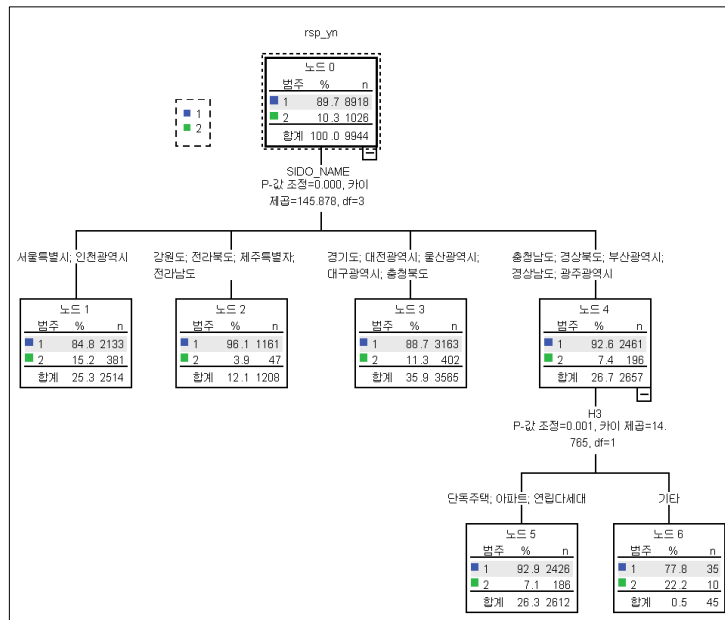 rsp_yn
노드 0
범주 % n
1 89.7 8918
2 10.3 1026
합계 100.0 9944
1
2
SIDO_NAME
P-값 조정=0.000, 카이
제곱=145.878, df=3
서울특별시; 인천광역시
강원도; 전라북도; 제주특별자;
전라남도
경기도; 대전광역시; 울산광역시;
대구광역시; 충청북도
충청남도; 경상북도; 부산광역시;
경상남도; 광주광역시
노드 1
범주 % n
1 84.8 2133
2 15.2 381
합계 25.3 2514
노드 2
범주 % n
1 96.1 1161
2 3.9 47
합계 12.1 1208
노드 3
범주 % n
1 88.7 3163
2 11.3 402
합계 35.9 3565
노드 4
범주 % n
1 92.6 2461
2 7.4 196
합계 26.7 2657
H3
P-값 조정=0.001, 카이 제곱=14.
765, df=1
단독주택; 아파트; 연립다세대
기타
노드 5
범주 % n
1 92.9 2426
2 7.1 186
합계 26.3 2612
노드 6
범주 % n
1 77.8 35
2 22.2 10
합계 0.5 45